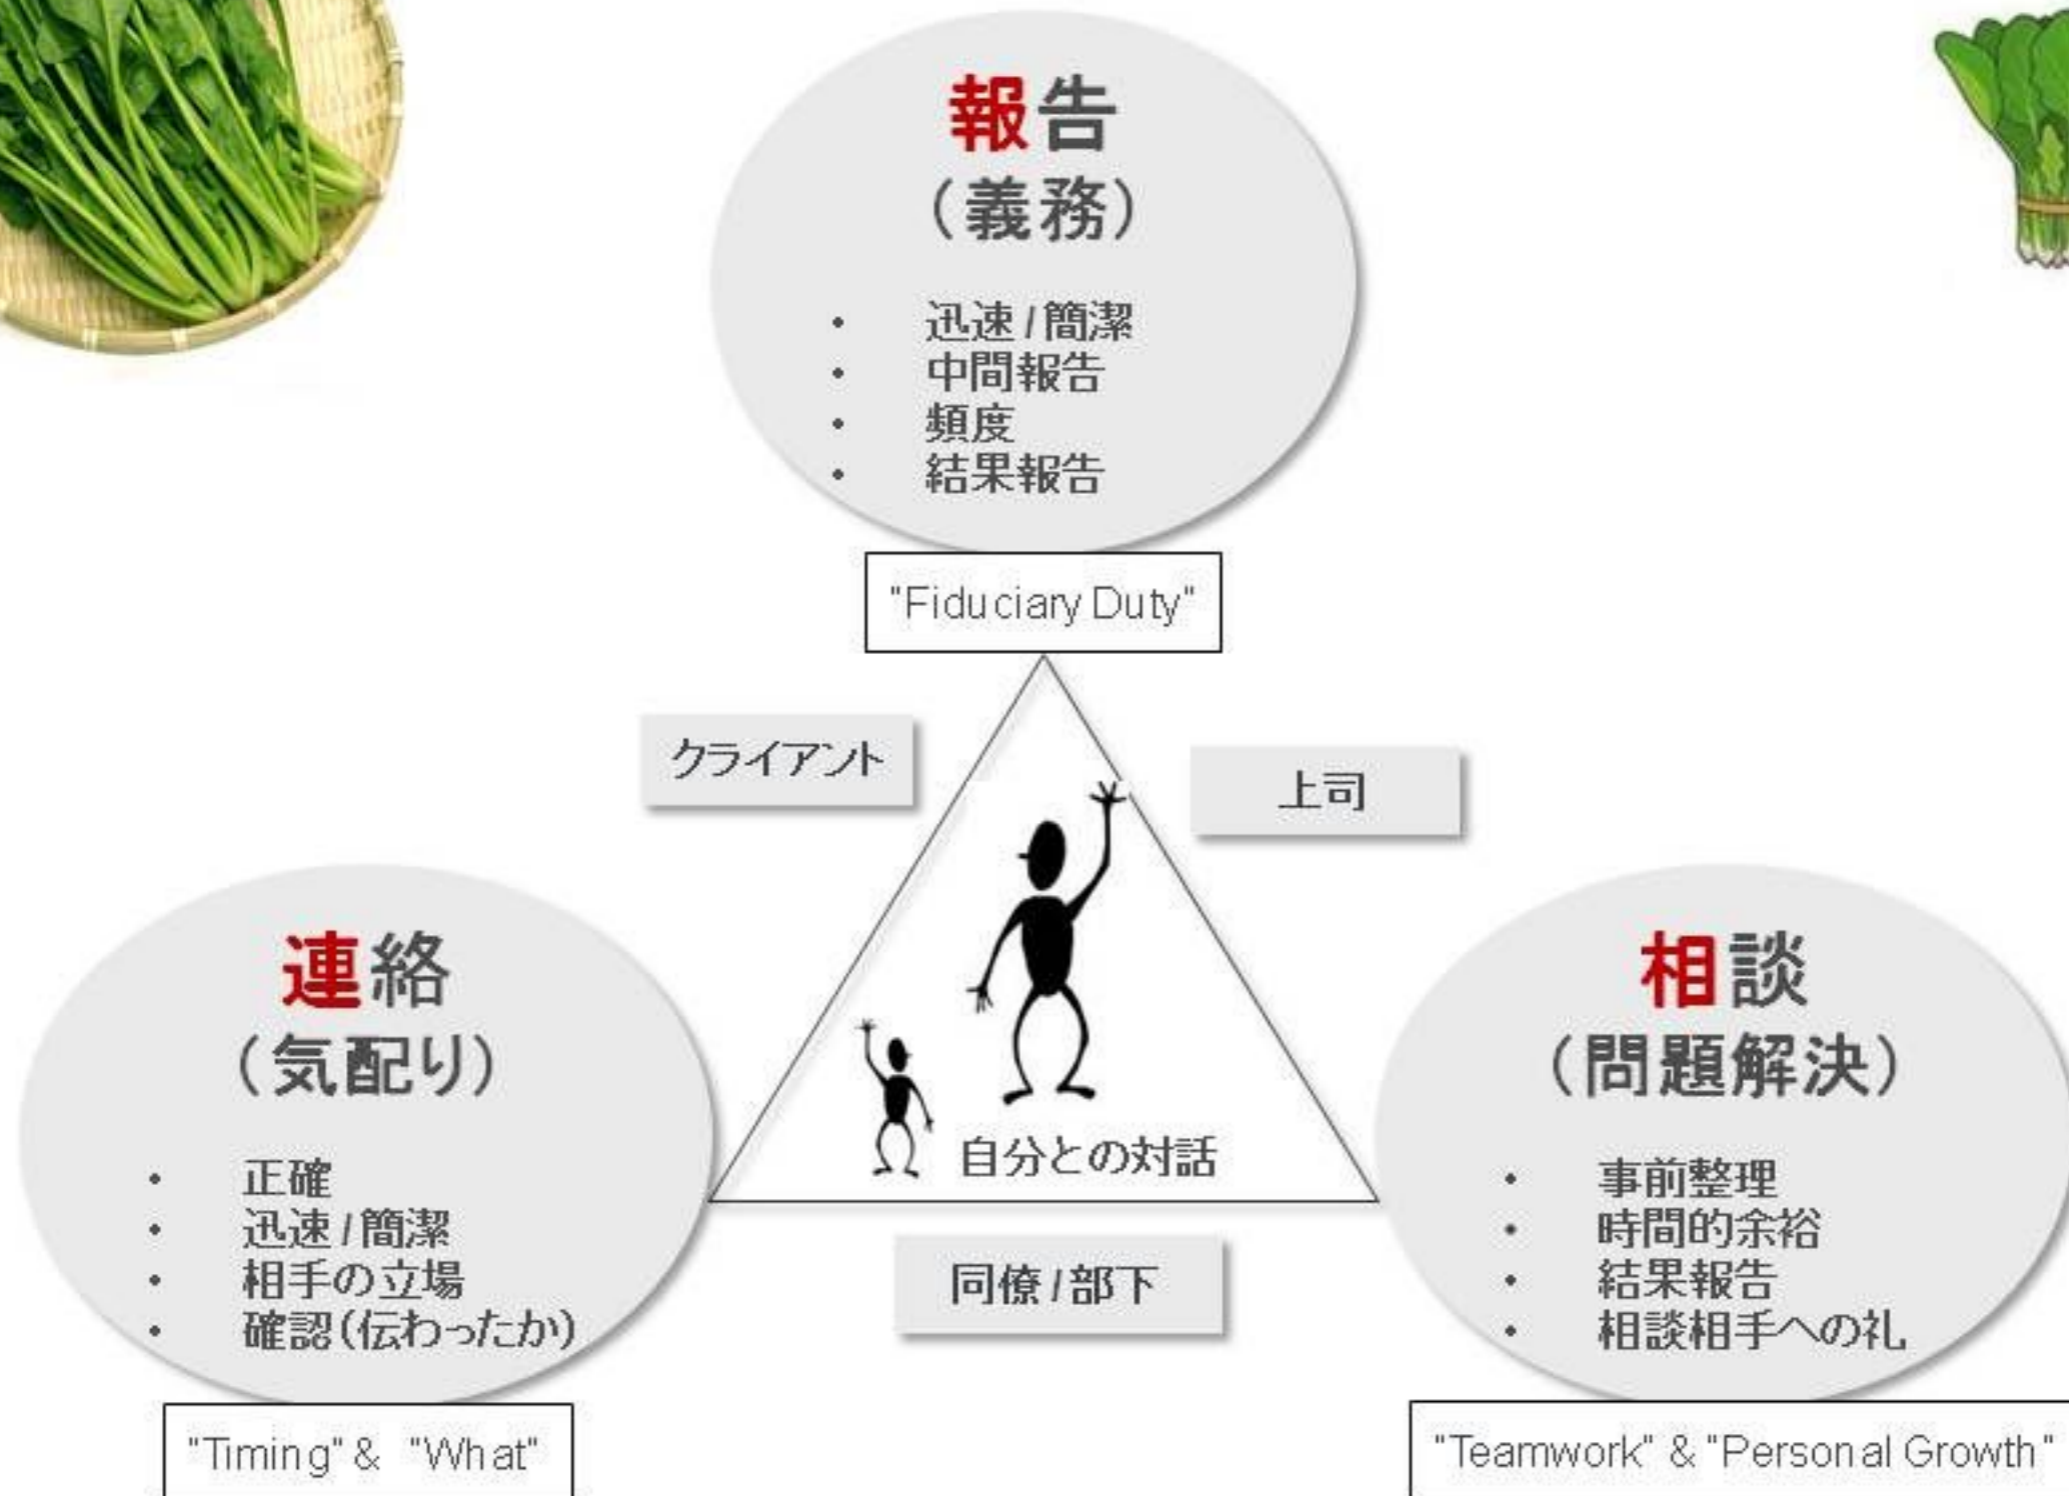 報告
（義務）
・ 迅速 / 簡潔
・ 中間報告
・ 頻度
・ 結果報告
"Fiduciary Duty"
クライアント
上司
連絡
（気配り）
・ 正確
・ 迅速 / 簡潔
・ 相手の立場
・ 確認（伝わったか）
"Timing" & "What"
自分との対話
同僚 / 部下
相談
（問題解決）
・ 事前整理
・ 時間的余裕
・ 結果報告
・ 相談相手への礼
"Teamwork" & "Personal Growth"